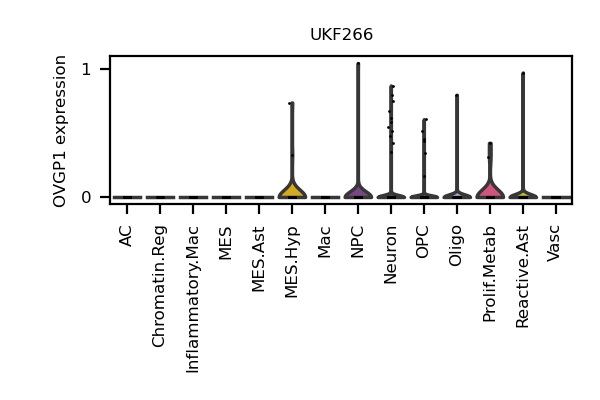 UKF266
OVGP1 expression
1
0
AC
Chromatin.Reg
Inflammatory.Mac
MES
MES.Ast
MES.Hyp
Mac
NPC
Neuron
OPC
Oligo
Prolif.Metab
Reactive.Ast
Vasc